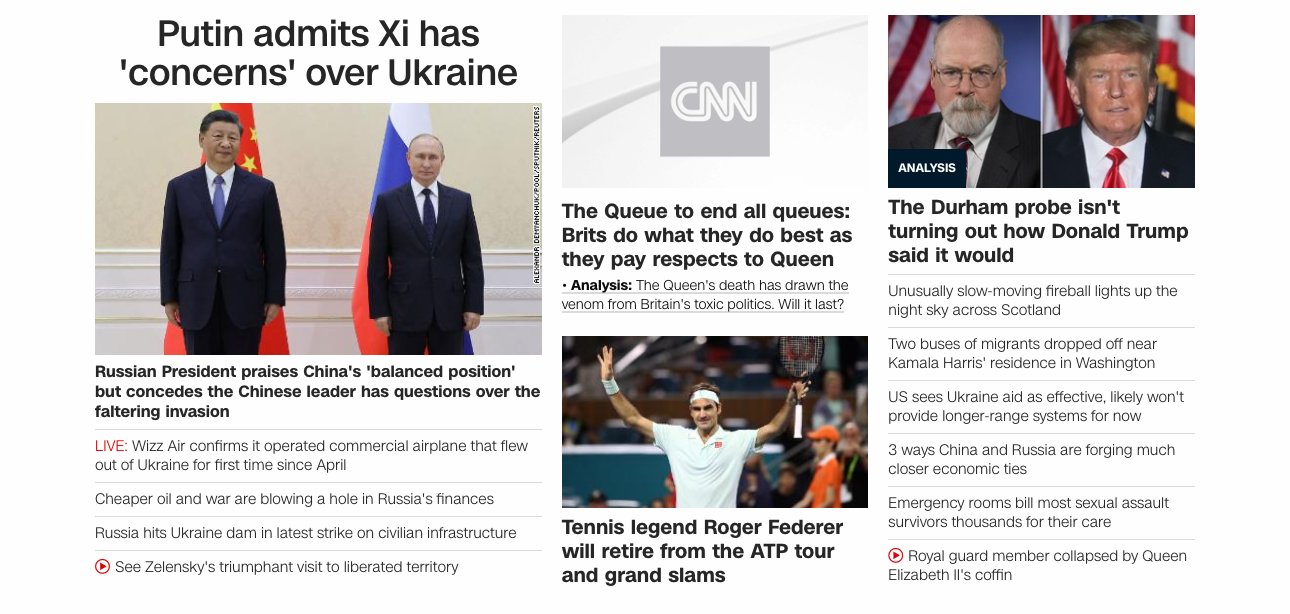 Putin admits Xi has
'concerns' over Ukraine
ALEXANDR DEMYANCHUK/POOL/SPUTNIK/REUTERS
Russian President praises China's 'balanced position'
but concedes the Chinese leader has questions over the
faltering invasion
LIVE: Wizz Air confirms it operated commercial airplane that flew
out of Ukraine for first time since April
Cheaper oil and war are blowing a hole in Russia's finances
Russia hits Ukraine dam in latest strike on civilian infrastructure
See Zelensky's triumphant visit to liberated territory
CNN
The Queue to end all queues:
Brits do what they do best as
they pay respects to Queen
• Analysis: The Queen's death has drawn the
venom from Britain's toxic politics. Will it last?
Tennis legend Roger Federer
will retire from the ATP tour
and grand slams
ANALYSIS
The Durham probe isn't
turning out how Donald Trump
said it would
Unusually slow-moving fireball lights up the
night sky across Scotland
Two buses of migrants dropped off near
Kamala Harris' residence in Washington
US sees Ukraine aid as effective, likely won't
provide longer-range systems for now
3 ways China and Russia are forging much
closer economic ties
Emergency rooms bill most sexual assault
survivors thousands for their care
Royal guard member collapsed by Queen
Elizabeth II's coffin